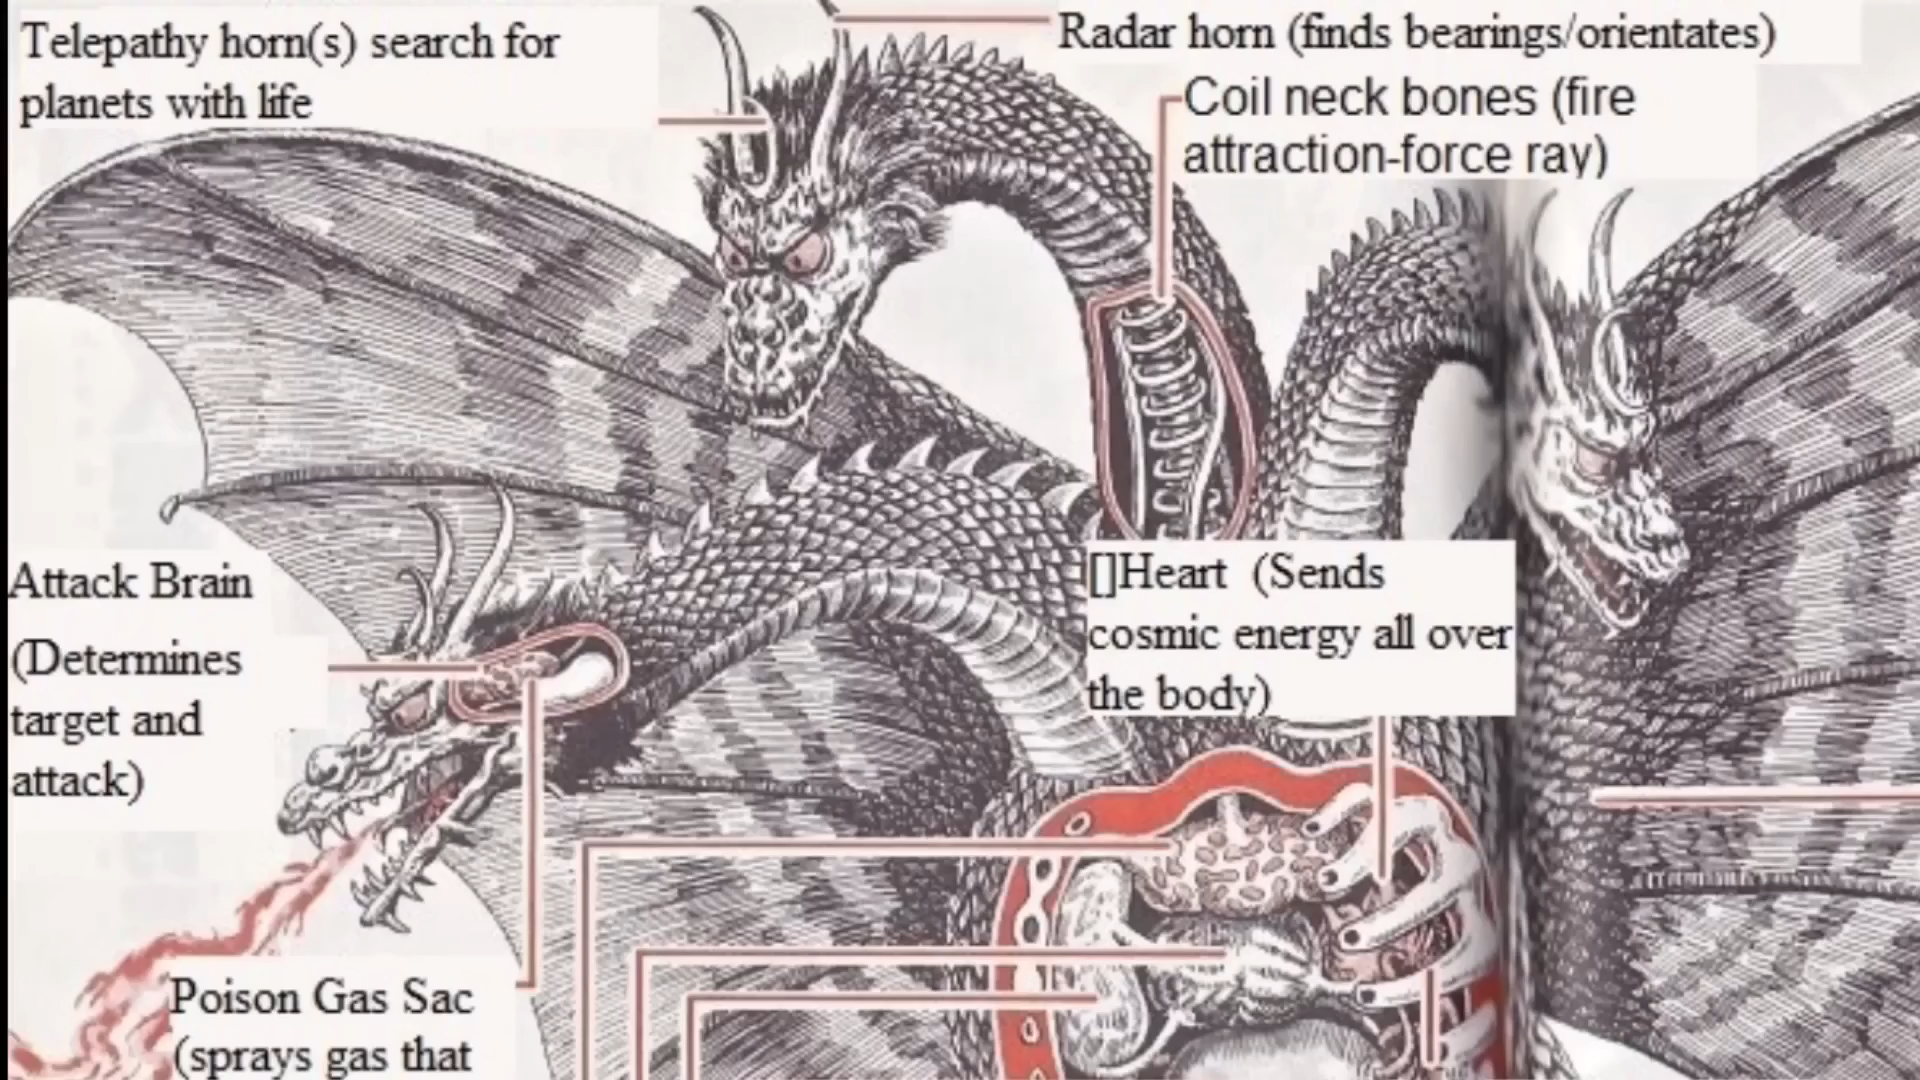 Telepathy horn(s) search for
planets with life
Radar horn (finds bearings/orientates)
Coil neck bones (fire
attraction-force ray)
Attack Brain
(Determines
target and
attack)
[]Heart (Sends
cosmic energy all over
the body)
Poison Gas Sac
(sprays gas that